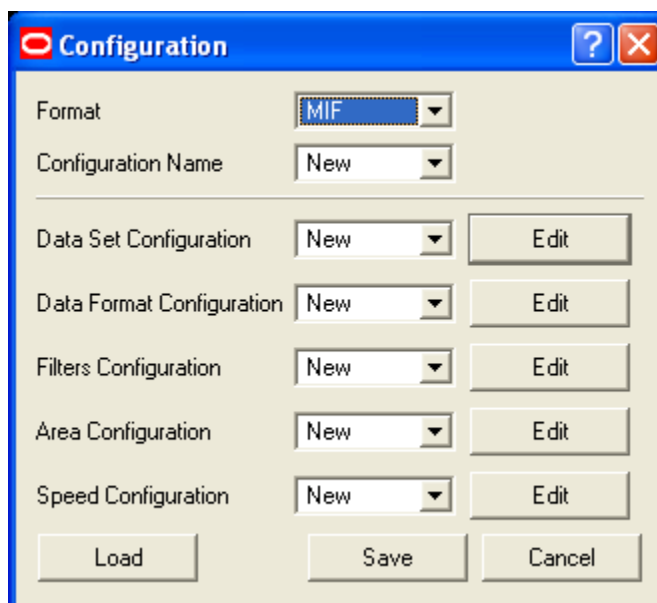 Configuration ?
Format MIF
Configuration Name New
Data Set Configuration New Edit
Data Format Configuration New Edit
Filters Configuration New Edit
Area Configuration New Edit
Speed Configuration New Edit
Load Save Cancel